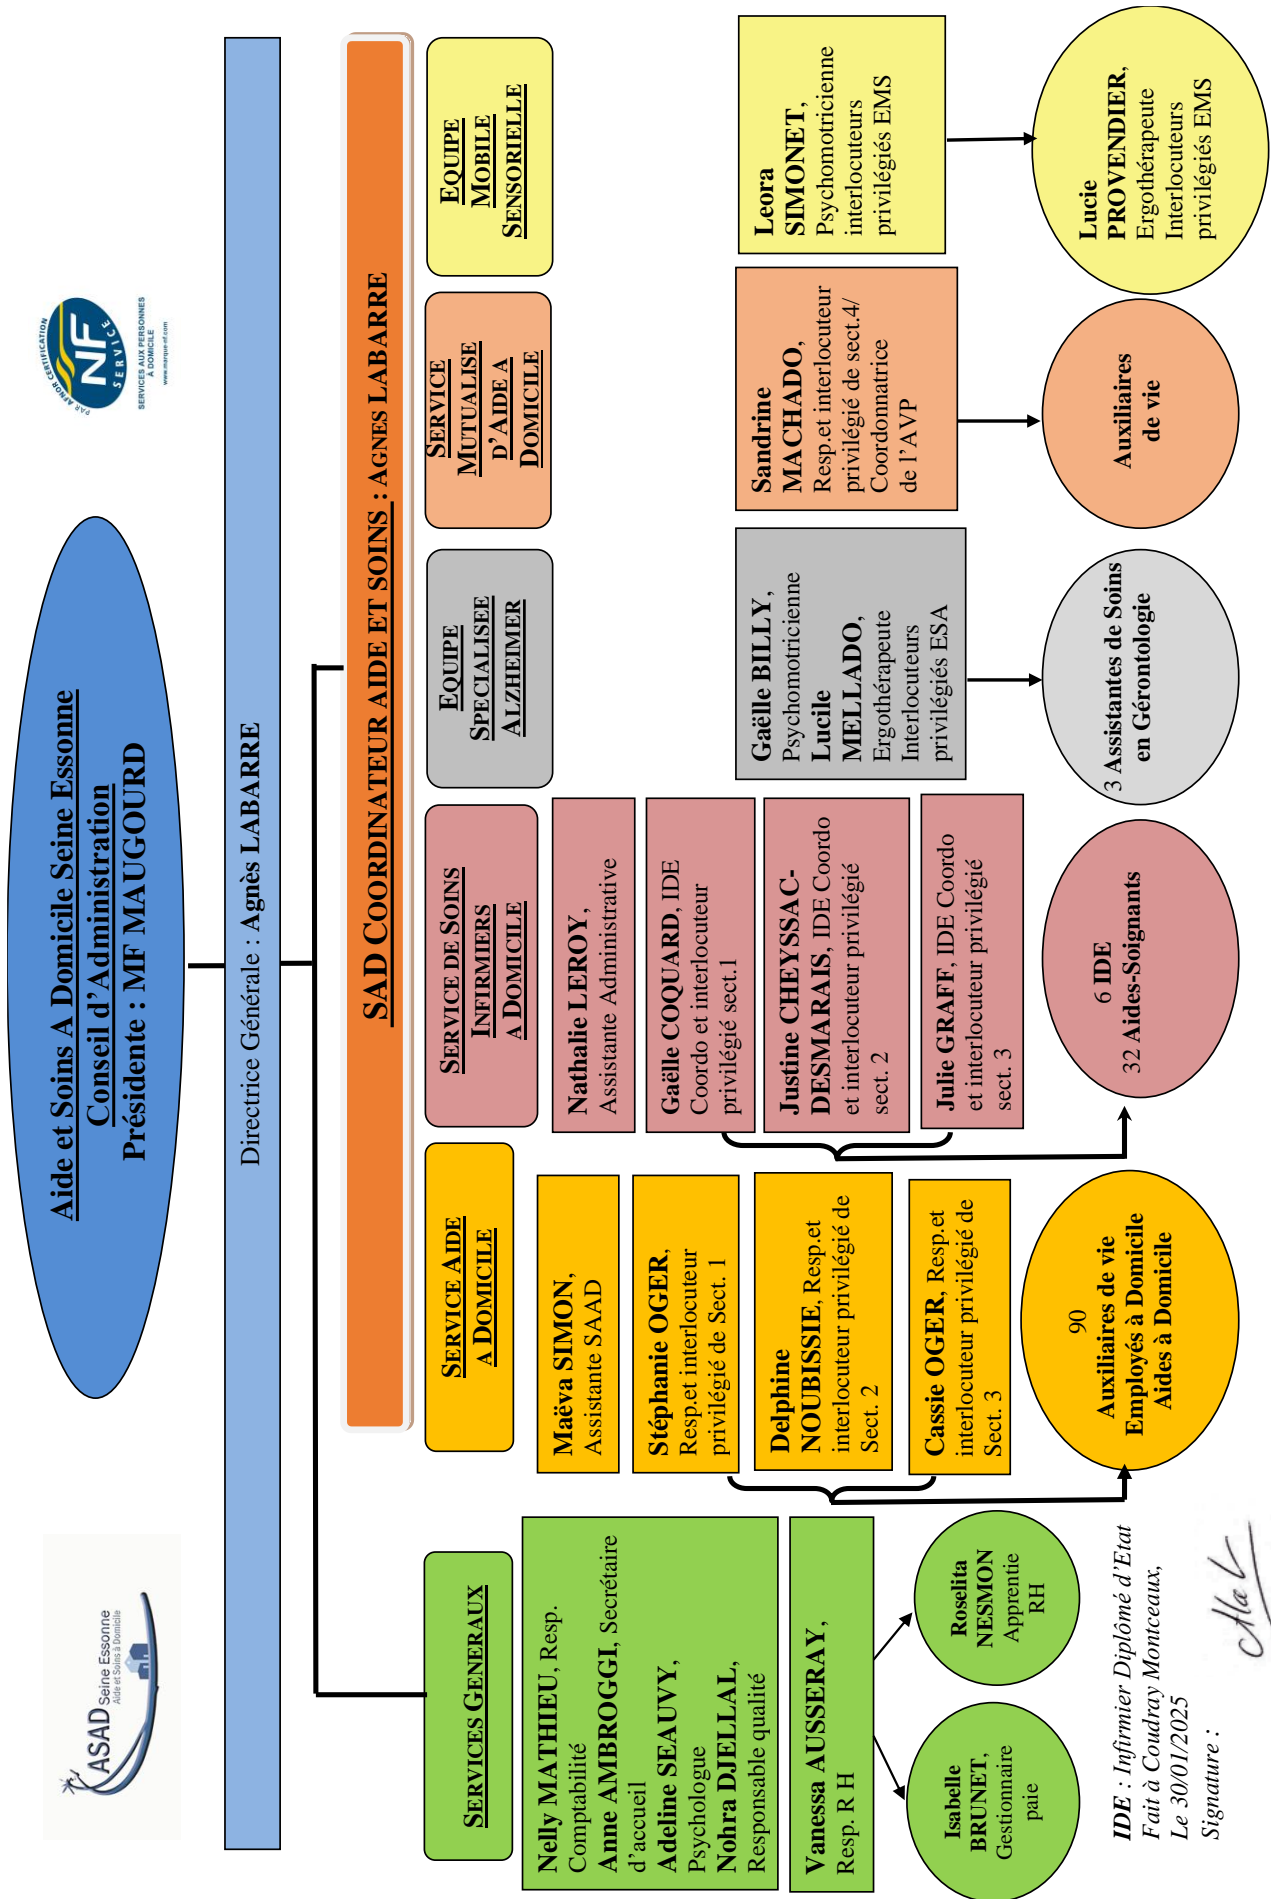 ASAD Seine Essonne
Aide et Soins à Domicile
Aide et Soins A Domicile Seine Essonne
Conseil d’Administration
Présidente : MF MAUGOURD
PAR AFNOR CERTIFICATION
NF
SERVICE
SERVICES AUX PERSONNES
À DOMICILE
www.marque-nf.com
Directrice Générale : Agnès LABARRE
SAD COORDINATEUR AIDE ET SOINS : AGNES LABARRE
SERVICES GENERAUX
Nelly MATHIEU, Resp.
Comptabilité
Anne AMBROGGI, Secrétaire
d’accueil
Adeline SEAUVY,
Psychologue
Nohra DJELLAL,
Responsable qualité
Vanessa AUSSERAY,
Resp. R H
Isabelle
BRUNET,
Gestionnaire
paie
Roselita
NESMON
Apprentie
RH
SERVICE AIDE
A DOMICILE
Maëva SIMON,
Assistante SAAD
Stéphanie OGER,
Resp.et interlocuteur
privilégié de Sect. 1
Delphine
NOUBISSIE, Resp.et
interlocuteur privilégié de
Sect. 2
Cassie OGER, Resp.et
interlocuteur privilégié de
Sect. 3
90
Auxiliaires de vie
Employés à Domicile
Aides à Domicile
SERVICE DE SOINS
INFIRMIERS
A DOMICILE
Nathalie LEROY,
Assistante Administrative
Gaëlle COQUARD, IDE
Coordo et interlocuteur
privilégié sect.1
Justine CHEYSSAC-
DESMARAIS, IDE Coordo
et interlocuteur privilégié
sect. 2
Julie GRAFF, IDE Coordo
et interlocuteur privilégié
sect. 3
6 IDE
32 Aides-Soignants
EQUIPE
SPECIALISEE
ALZHEIMER
Gaëlle BILLY,
Psychomotricienne
Lucile
MELLADO,
Ergothérapeute
Interlocuteurs
privilégiés ESA
3 Assistantes de Soins
en Gérontologie
SERVICE
MUTUALISE
D’AIDE A
DOMICILE
Sandrine
MACHADO,
Resp.et interlocuteur
privilégié de sect.4/
Coordonnatrice
de l’AVP
Auxiliaires
de vie
EQUIPE
MOBILE
SENSORIELLE
Leora
SIMONET,
Psychomotricienne
interlocuteurs
privilégiés EMS
Lucie
PROVENDIER,
Ergothérapeute
Interlocuteurs
privilégiés EMS
IDE : Infirmier Diplômé d’Etat
Fait à Coudray Montceaux,
Le 30/01/2025
Signature :